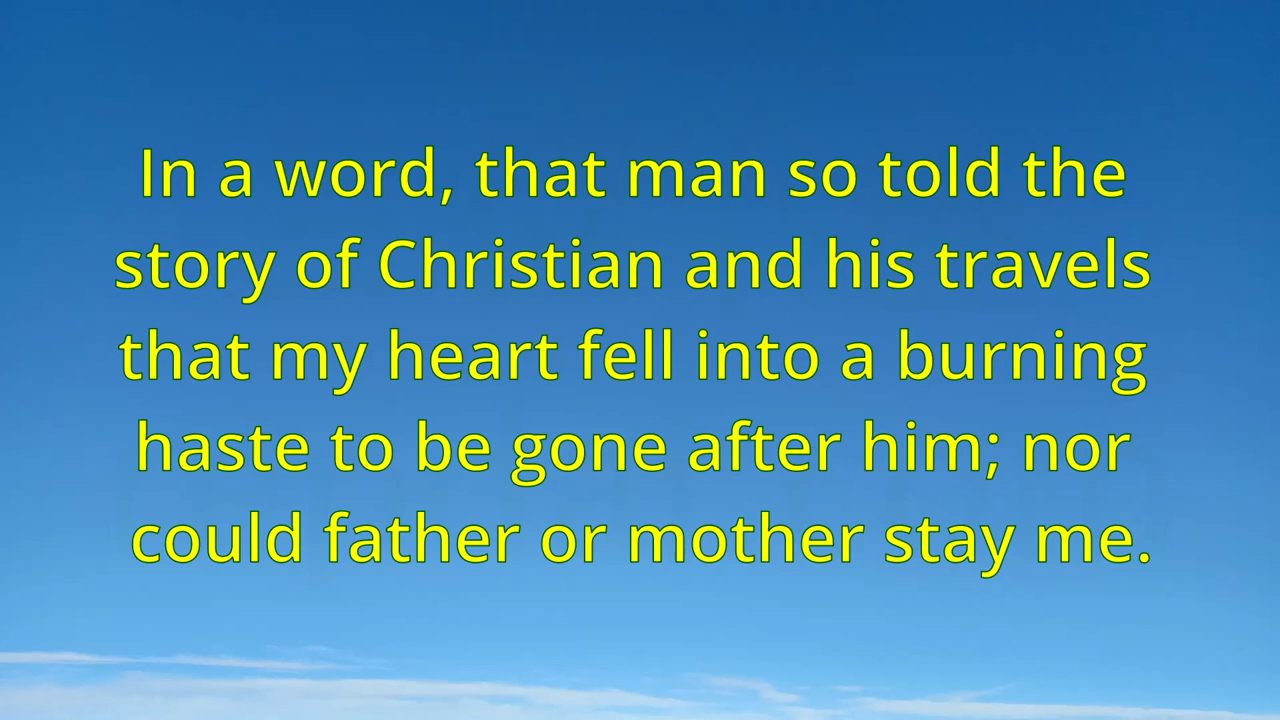 In a word, that man so told the
story of Christian and his travels
that my heart fell into a burning
haste to be gone after him; nor
could father or mother stay me.